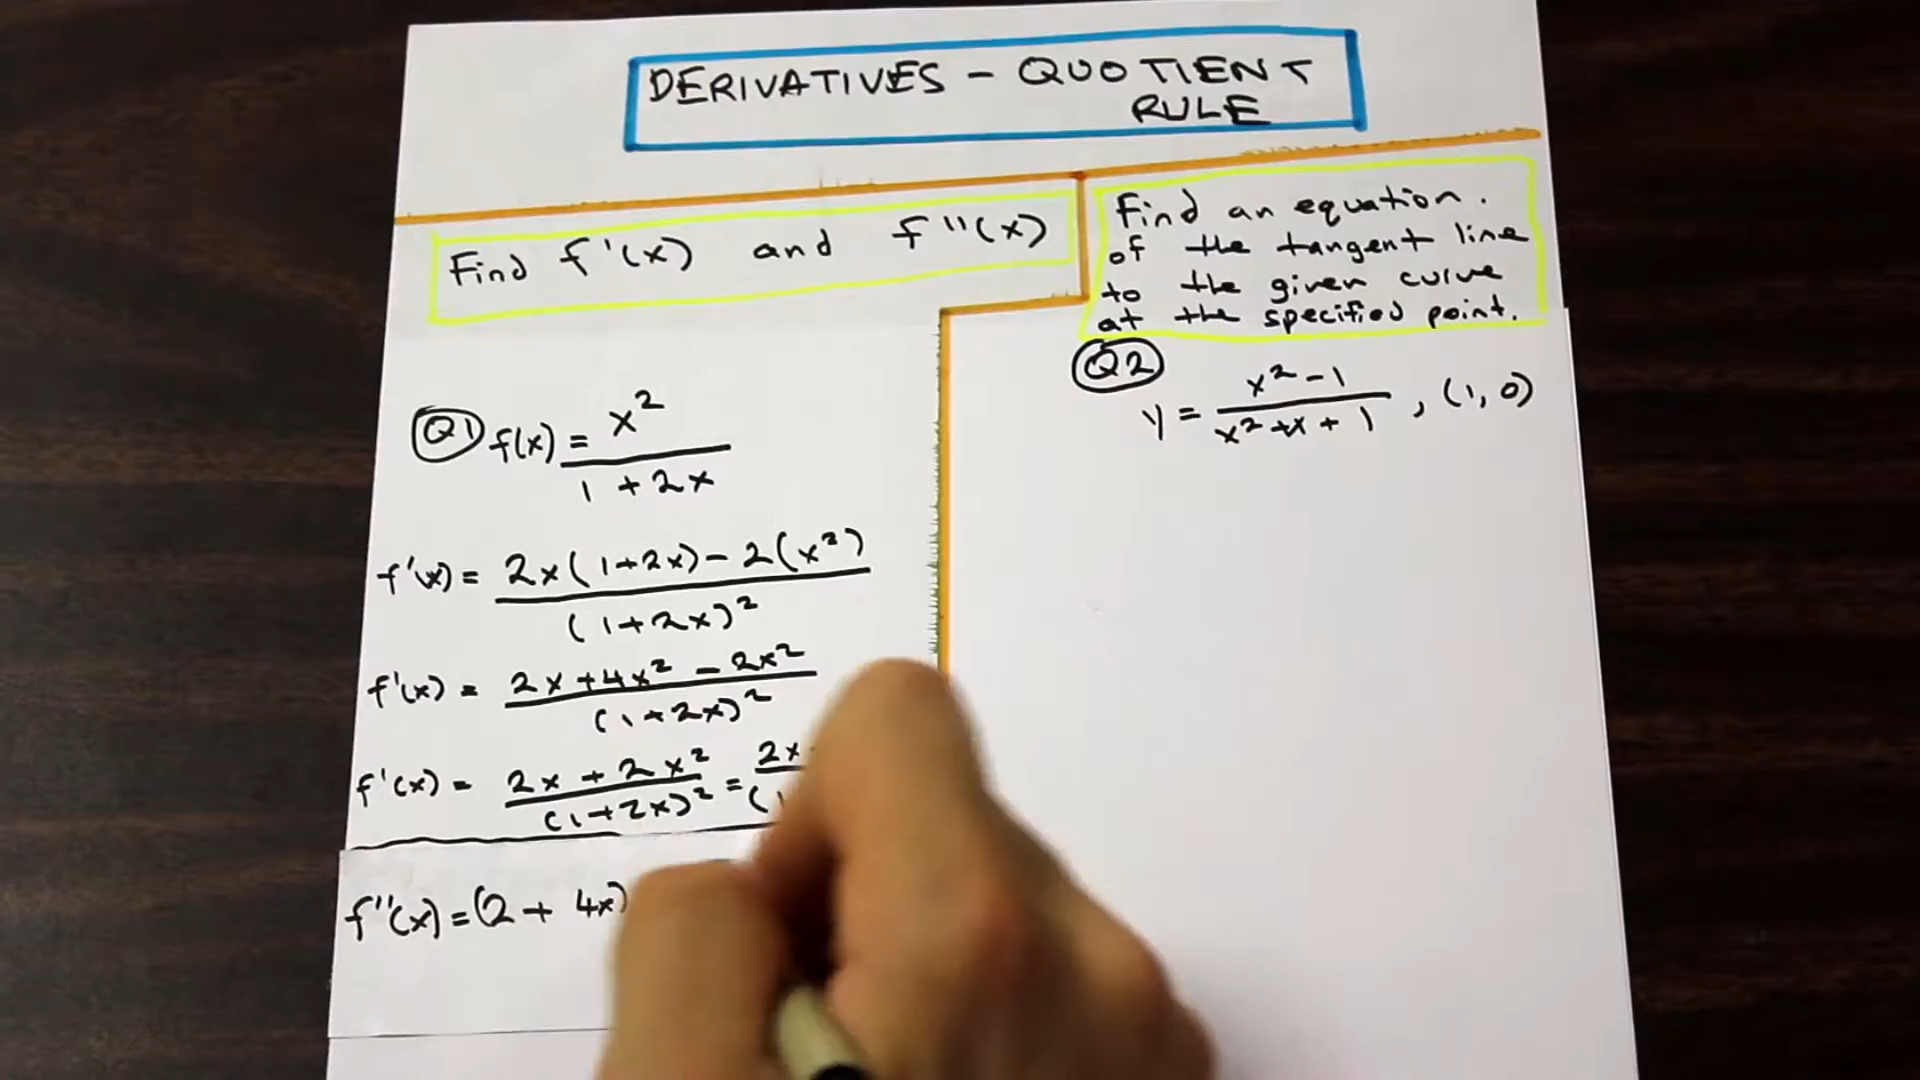 DERIVATIVES - QUOTIENT
RULE
Find f'(x) and f''(x)
Find an equation.
of the tangent line
to the given curve
at the specified point.
Q1 f(x) = x² / 1 + 2x
f'(x) = 2x(1+2x) - 2(x²) / (1+2x)²
f'(x) = 2x + 4x² - 2x² / (1+2x)²
f'(x) = 2x + 2x² / (1+2x)² = 2x / (1
f''(x) = (2 + 4x)
Q2
y = x² - 1 / x² + x + 1 , (1, 0)